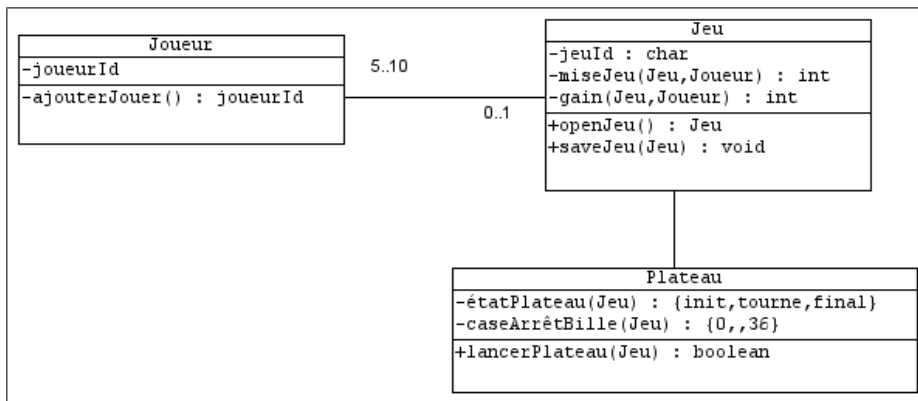 Joueur
-joueurId
-ajouterJouer() : joueurId
5..10
0..1
Jeu
-jeuId : char
-miseJeu(Jeu,Joueur) : int
-gain(Jeu,Joueur) : int
+openJeu() : Jeu
+saveJeu(Jeu) : void
Plateau
-étatPlateau(Jeu) : {init,tourne,final}
-caseArrêtBille(Jeu) : {0,,36}
+lancerPlateau(Jeu) : boolean